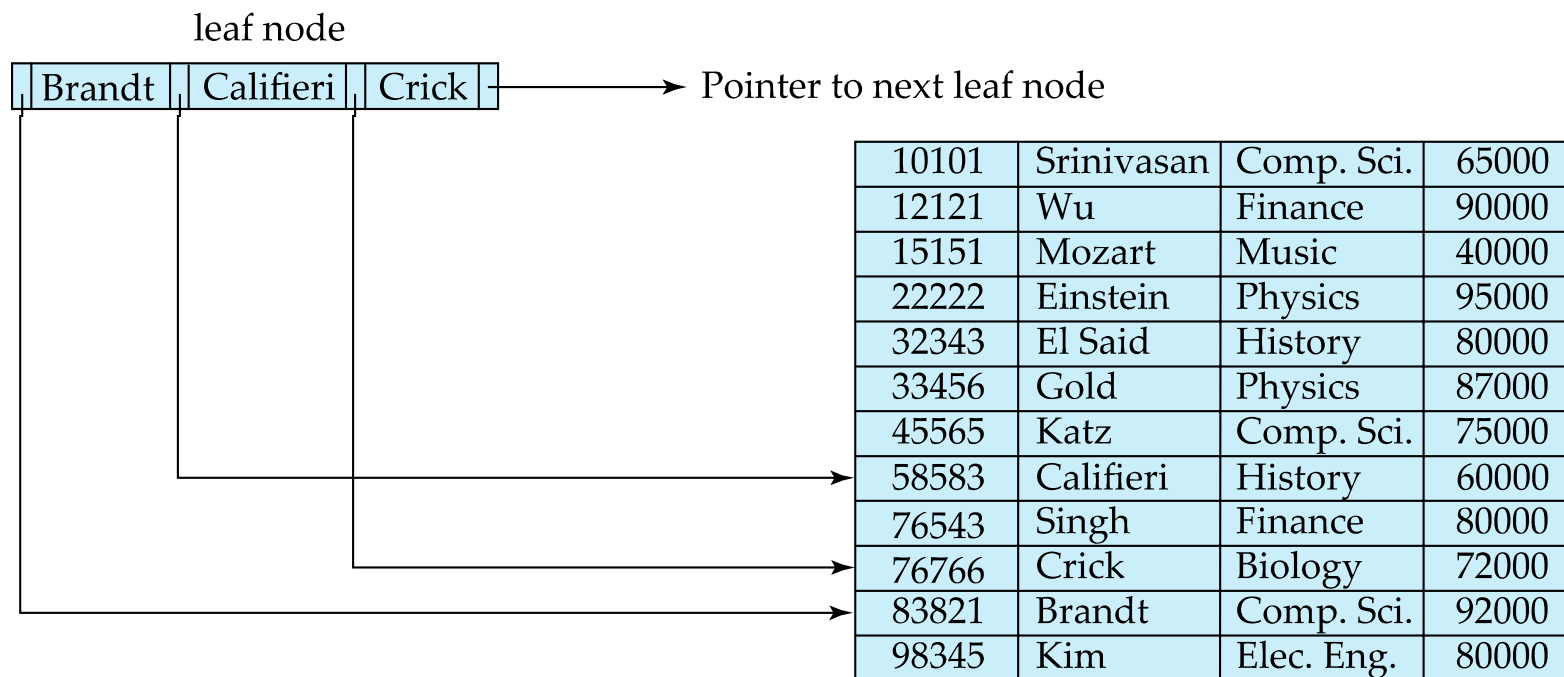 leaf node
Brandt Califieri Crick Pointer to next leaf node
10101 Srinivasan Comp. Sci. 65000
12121 Wu Finance 90000
15151 Mozart Music 40000
22222 Einstein Physics 95000
32343 El Said History 80000
33456 Gold Physics 87000
45565 Katz Comp. Sci. 75000
58583 Califieri History 60000
76543 Singh Finance 80000
76766 Crick Biology 72000
83821 Brandt Comp. Sci. 92000
98345 Kim Elec. Eng. 80000